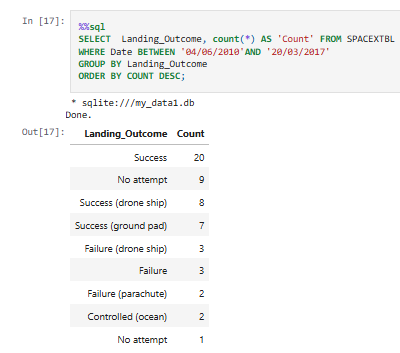 In [17]:
%%sql
SELECT  Landing_Outcome, count(*) AS 'Count' FROM SPACEXTBL
WHERE Date BETWEEN '04/06/2010'AND '20/03/2017'
GROUP BY Landing_Outcome
ORDER BY COUNT DESC;
* sqlite:///my_data1.db
Done.
Out[17]:
Landing_Outcome Count
Success 20
No attempt 9
Success (drone ship) 8
Success (ground pad) 7
Failure (drone ship) 3
Failure 3
Failure (parachute) 2
Controlled (ocean) 2
No attempt 1